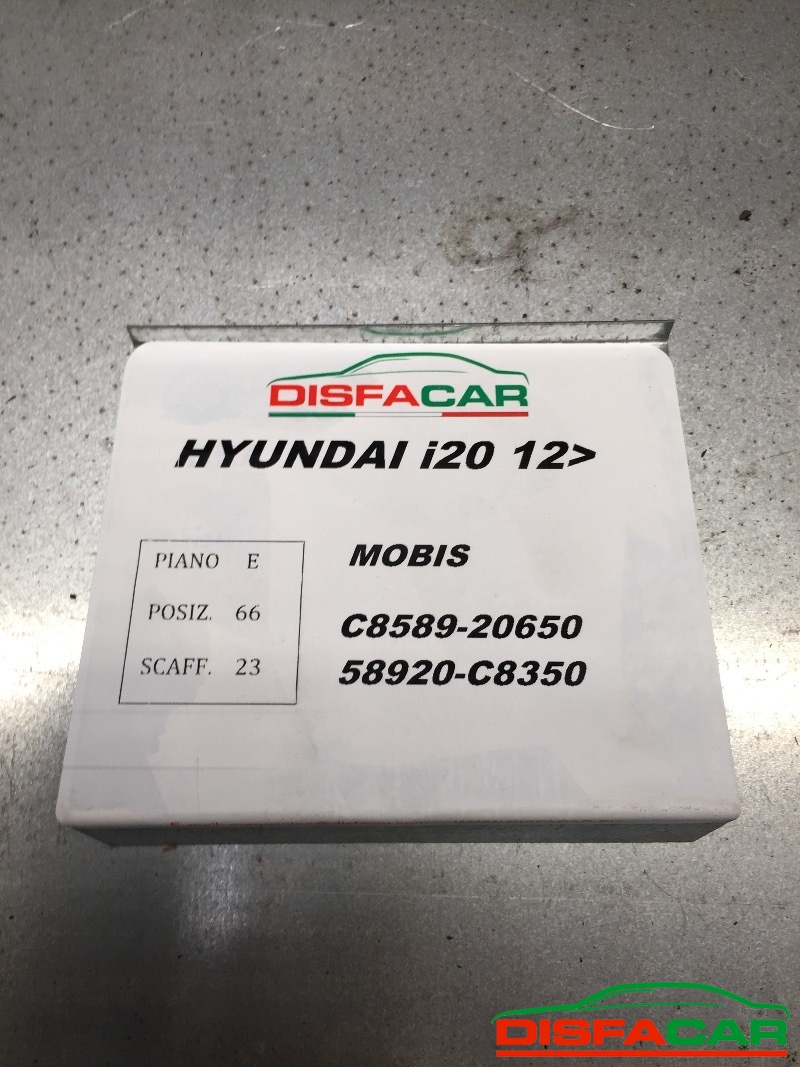 DISFACAR
HYUNDAI i20 12>
PIANO E
POSIZ. 66
SCAFF. 23
MOBIS
C8589-20650
58920-C8350
DISFACAR